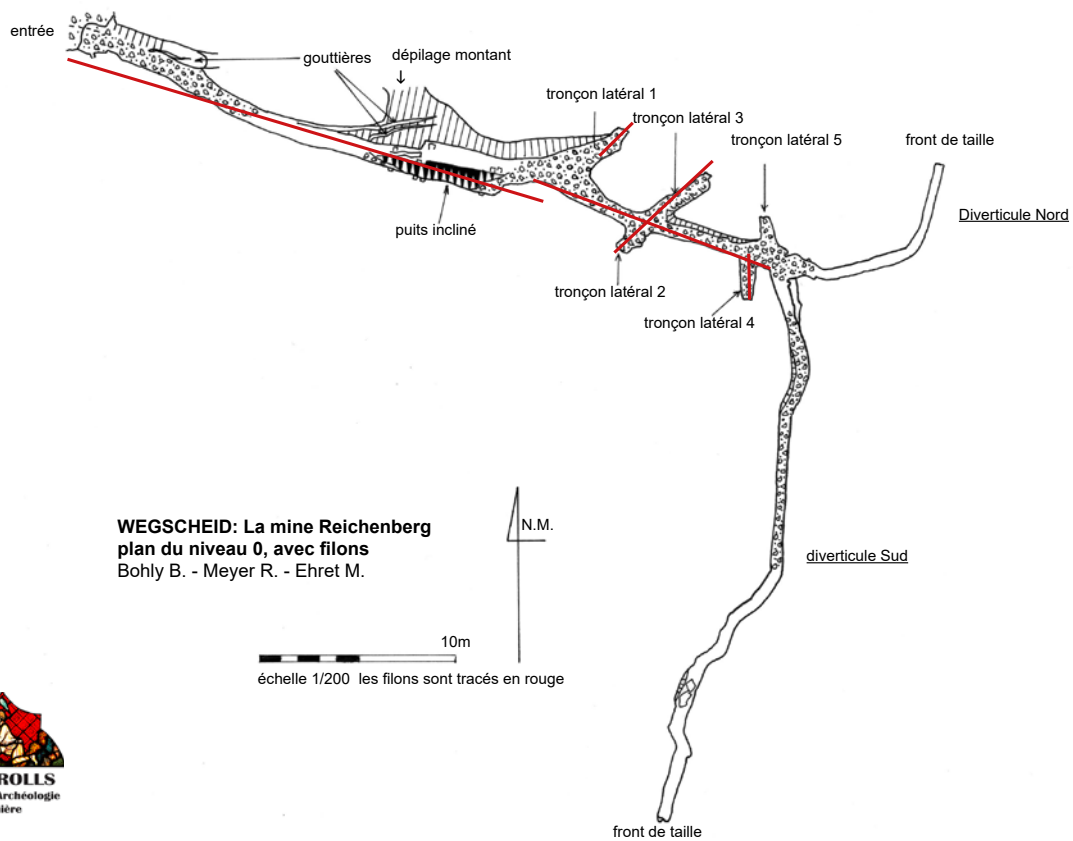 entrée
gouttières
dépilage montant
tronçon latéral 1
tronçon latéral 3
tronçon latéral 5
front de taille
Diverticule Nord
puits incliné
tronçon latéral 2
tronçon latéral 4
WEGSCHEID: La mine Reichenberg
plan du niveau 0, avec filons
Bohly B. - Meyer R. - Ehret M.
N.M.
diverticule Sud
10m
échelle 1/200 les filons sont tracés en rouge
ROLLS
Archéologie
ière
front de taille